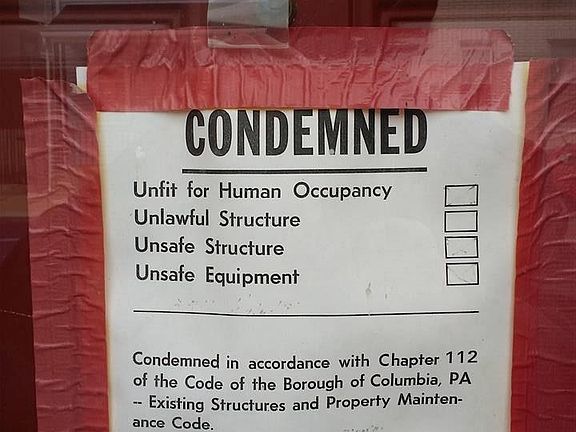 CONDEMNED
Unfit for Human Occupancy
Unlawful Structure
Unsafe Structure
Unsafe Equipment
Condemned in accordance with Chapter 112
of the Code of the Borough of Columbia, PA
-- Existing Structures and Property Mainten-
ance Code.